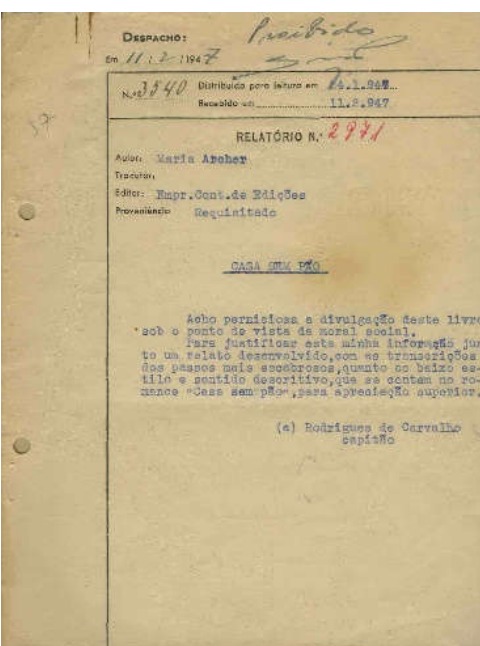 DESPACHO: Proibido
Em 11 / 2 / 1947
N.º 3540 Distribuido para leitura em 24.1.947
Recebido em 11.2.947
37
RELATÓRIO N.º 2971
Autor: Maria Archer
Tradutor:
Editor: Empr.Cont.de Edições
Proveniência: Requisitado
CASA SEM PÃO
Acho perniciosa a divulgação deste livro
sob o ponto de vista da moral social.
Para justificar esta minha informação jun
to um relato desenvolvido,com as transcrições
dos passos mais escabrosos,quanto ao baixo es-
tilo e sentido descritivo,que se contem no ro-
mance "Casa sem pão",para apreciação superior.
(a) Rodrigues de Carvalho
capitão